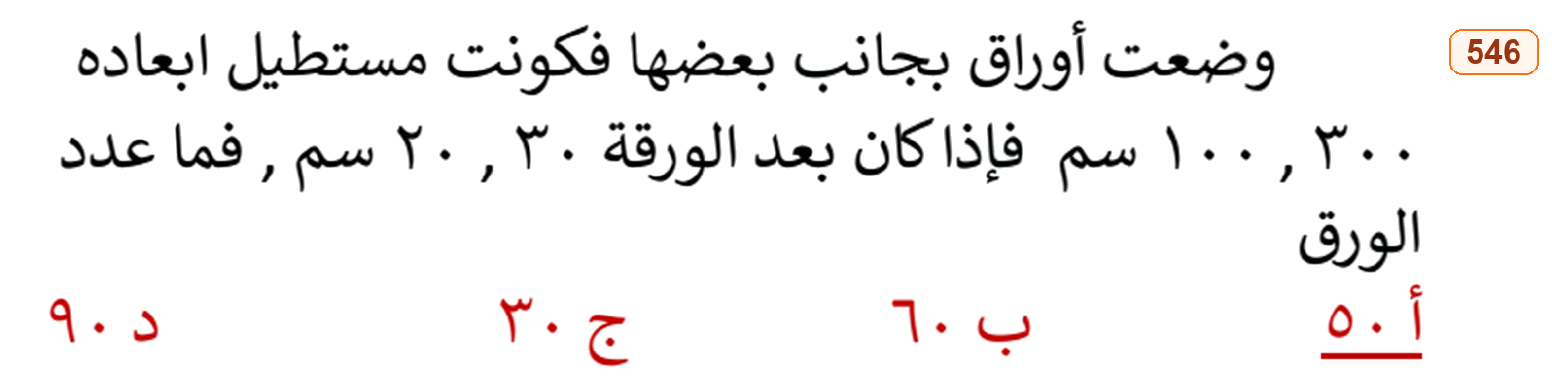 546
وضعت أوراق بجانب بعضها فكونت مستطيل ابعاده
٣٠٠ , ١٠٠ سم فإذا كان بعد الورقة ٣٠ , ٢٠ سم , فما عدد
الورق
أ ٥٠ ب ٦٠ ج ٣٠ د ٩٠